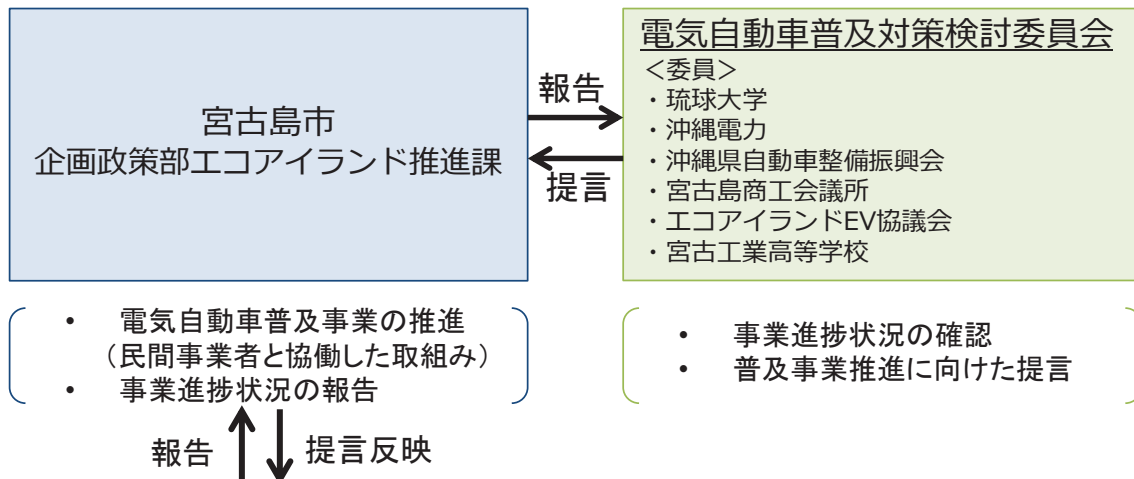 宮古島市
企画政策部エコアイランド推進課
報告
提言
電気自動車普及対策検討委員会
＜委員＞
・琉球大学
・沖縄電力
・沖縄県自動車整備振興会
・宮古島商工会議所
・エコアイランドEV協議会
・宮古工業高等学校
• 電気自動車普及事業の推進
（民間事業者と協働した取組み）
• 事業進捗状況の報告
• 事業進捗状況の確認
• 普及事業推進に向けた提言
報告
提言反映